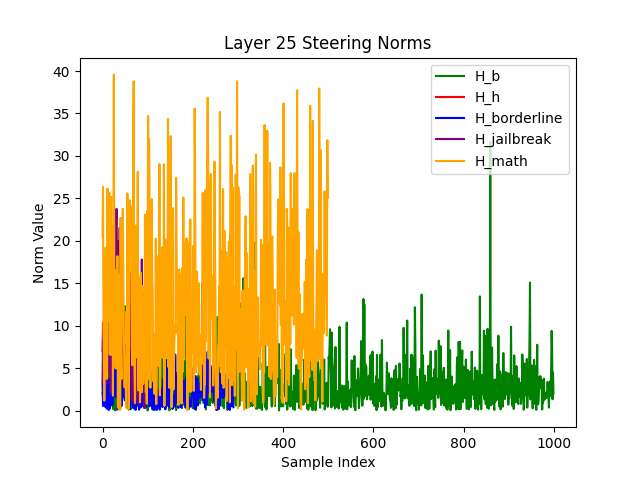 Layer 25 Steering Norms
40
35
30
25
20
15
10
5
0
Norm Value
H_b
H_h
H_borderline
H_jailbreak
H_math
0
200
400
600
800
1000
Sample Index